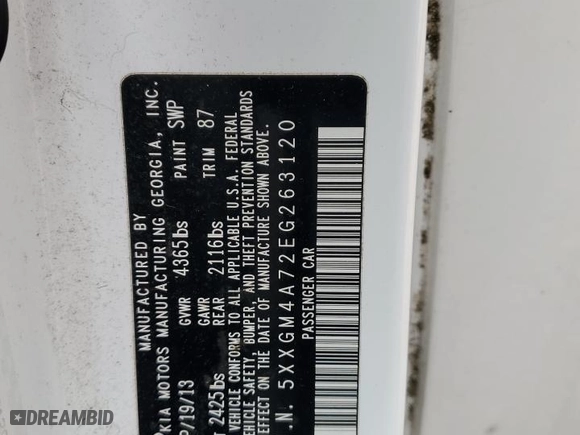 MANUFACTURED BY
KIA MOTORS MANUFACTURING GEORGIA, INC.
P/19/13 GVWR 4365lbs PAINT SWP
GAWR
T 2425lbs REAR 2116lbs TRIM 87
VEHICLE CONFORMS TO ALL APPLICABLE U.S.A. FEDERAL
VEHICLE SAFETY, BUMPER, AND THEFT PREVENTION STANDARDS
EFFECT ON THE DATE OF MANUFACTURE SHOWN ABOVE.
.N. 5XXGM4A72EG263120
PASSENGER CAR
DREAMBID